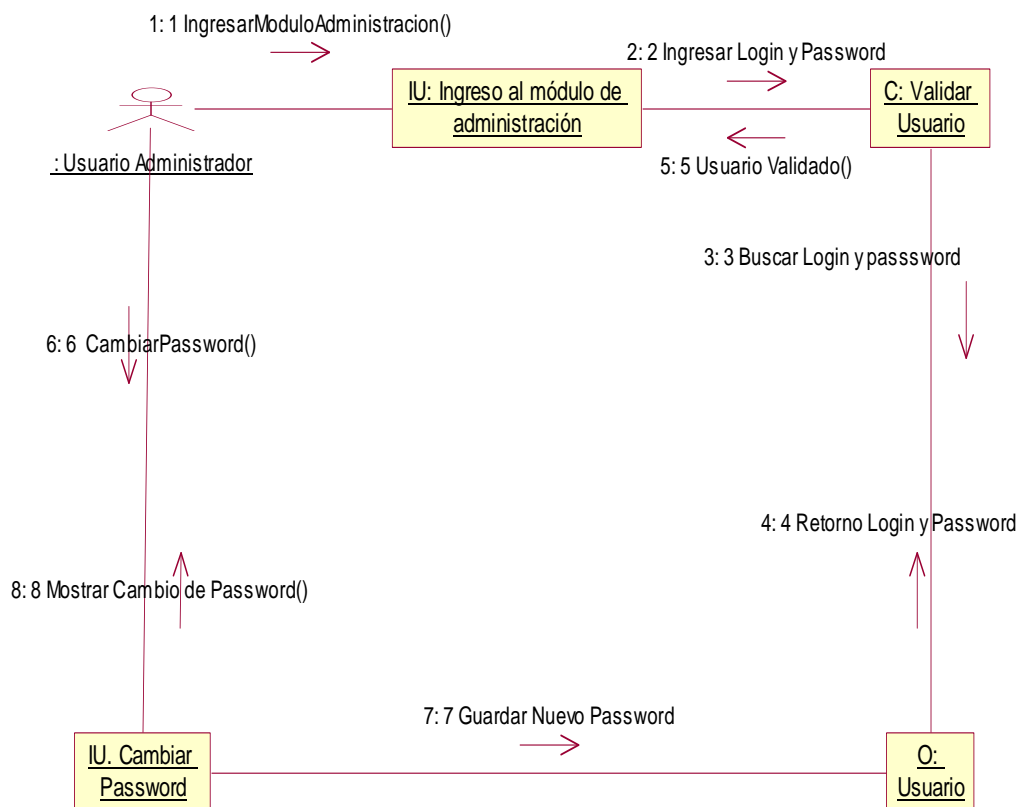 1: 1 IngresarModuloAdministracion()
2: 2 Ingresar Login y Password
IU: Ingreso al módulo de
administración
C: Validar
Usuario
: Usuario Administrador
5: 5 Usuario Validado()
3: 3 Buscar Login y passsword
6: 6 CambiarPassword()
4: 4 Retorno Login y Password
8: 8 Mostrar Cambio de Password()
7: 7 Guardar Nuevo Password
IU. Cambiar
Password
O:
Usuario